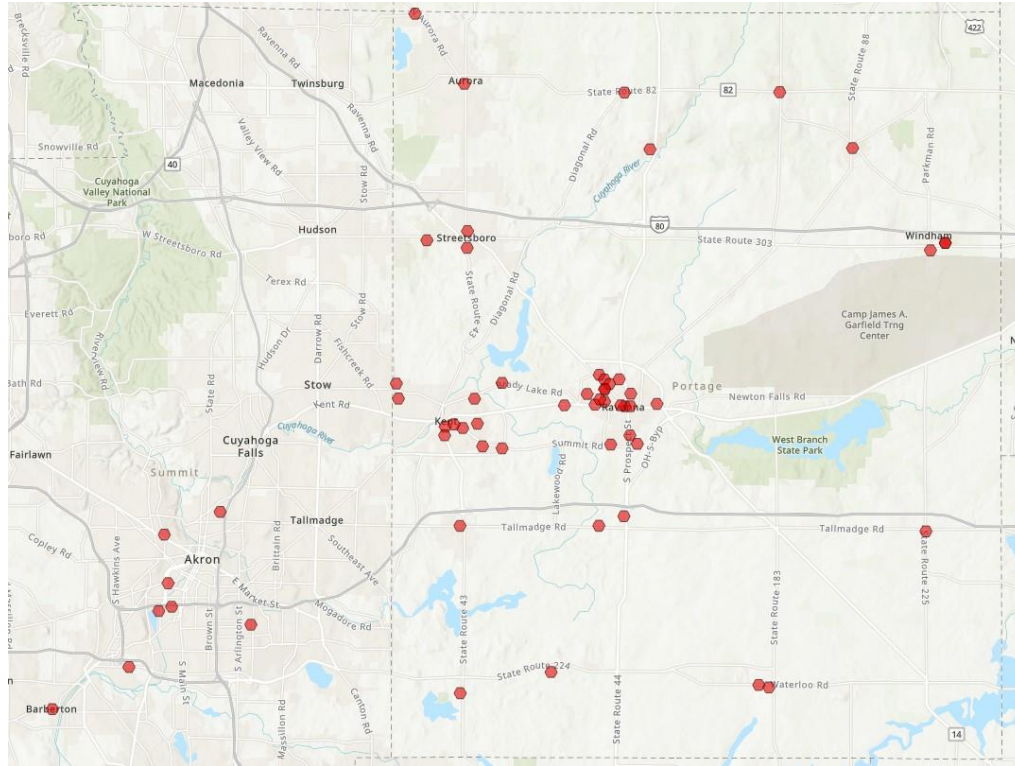 Brecksville Rd
Ravenna Rd
Aurora Rd
422
Macedonia
Twinsburg
Aurora
State Route 82
82
State Route 88
Ravenna Rd
Valley View Rd
Stow Rd
Diagonal Rd
Parkman Rd
Snowville Rd
40
Cuyahoga River
Cuyahoga
Valley National
Park
80
boro Rd
W Streetsboro Rd
Hudson
Streetsboro
State Route 303
Windham
Terex Rd
State Route 43
Diagonal Rd
Everett Rd
Riverview Rd
Hudson Dr
Darrow Rd
Stow Rd
Fishcreek Rd
Camp James A.
Garfield Trng
Center
N
Bath Rd
State Rd
Stow
ady Lake Rd
Portage
Newton Falls Rd
Kent Rd
Kent
Ravenna
Cuyahoga River
Cuyahoga
Falls
Summit Rd
S Prospect St
OH-5-Byp
West Branch
State Park
Fairlawn
Summit
Lakewood Rd
Tallmadge
Tallmadge Rd
Tallmadge Rd
Copley Rd
S Hawkins Ave
Brittain Rd
Southeast Ave
Akron
E Market St
Mogadore Rd
State Route 183
tate Route 225
Brown St
S Arlington St
State Route 43
S Main St
State Route 224
State Route 44
Waterloo Rd
n
Barberton
Massillon Rd
Canton Rd
14